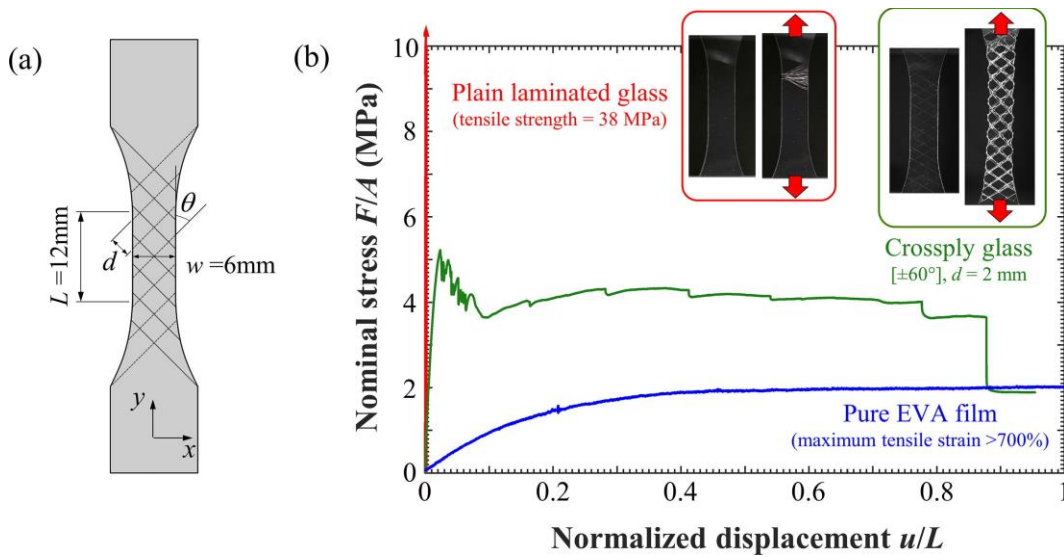 (a)
θ
d
L =12mm
w =6mm
y
x
(b)
Nominal stress F/A (MPa)
10
8
6
4
2
0
Plain laminated glass
(tensile strength = 38 MPa)
Crossply glass
[±60°], d = 2 mm
Pure EVA film
(maximum tensile strain >700%)
0
0.2
0.4
0.6
0.8
1
Normalized displacement u/L